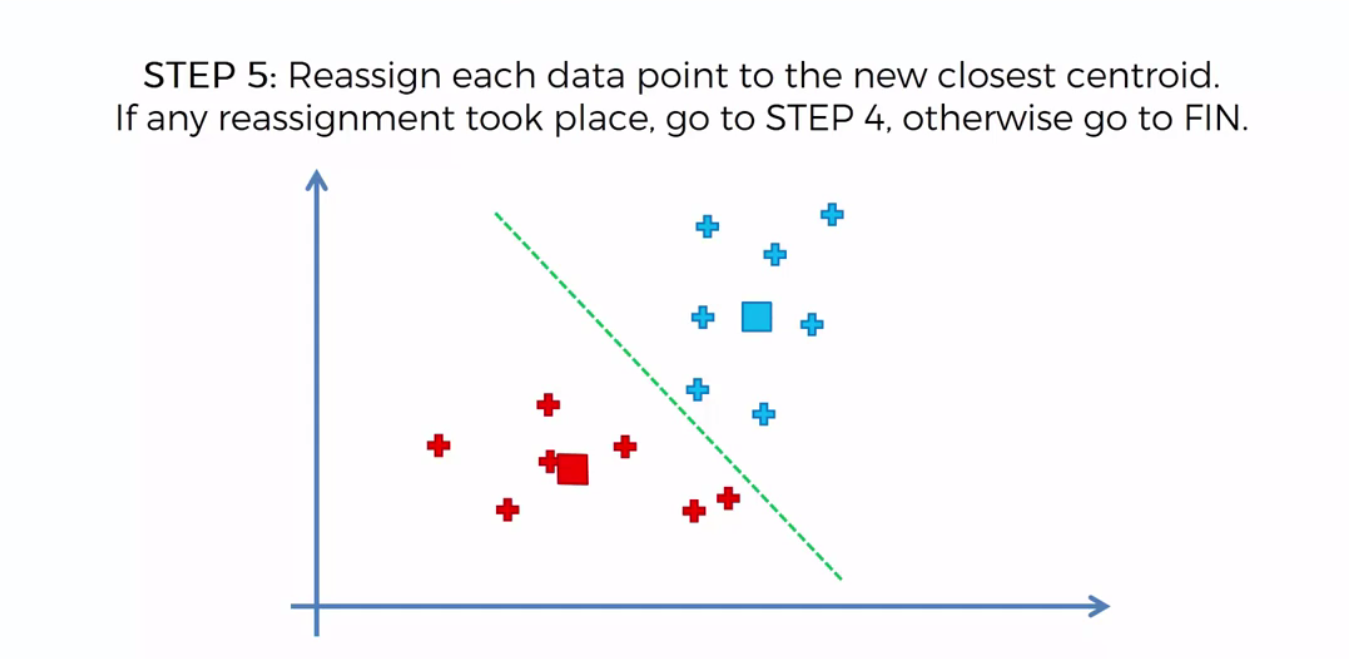 STEP 5: Reassign each data point to the new closest centroid.
If any reassignment took place, go to STEP 4, otherwise go to FIN.